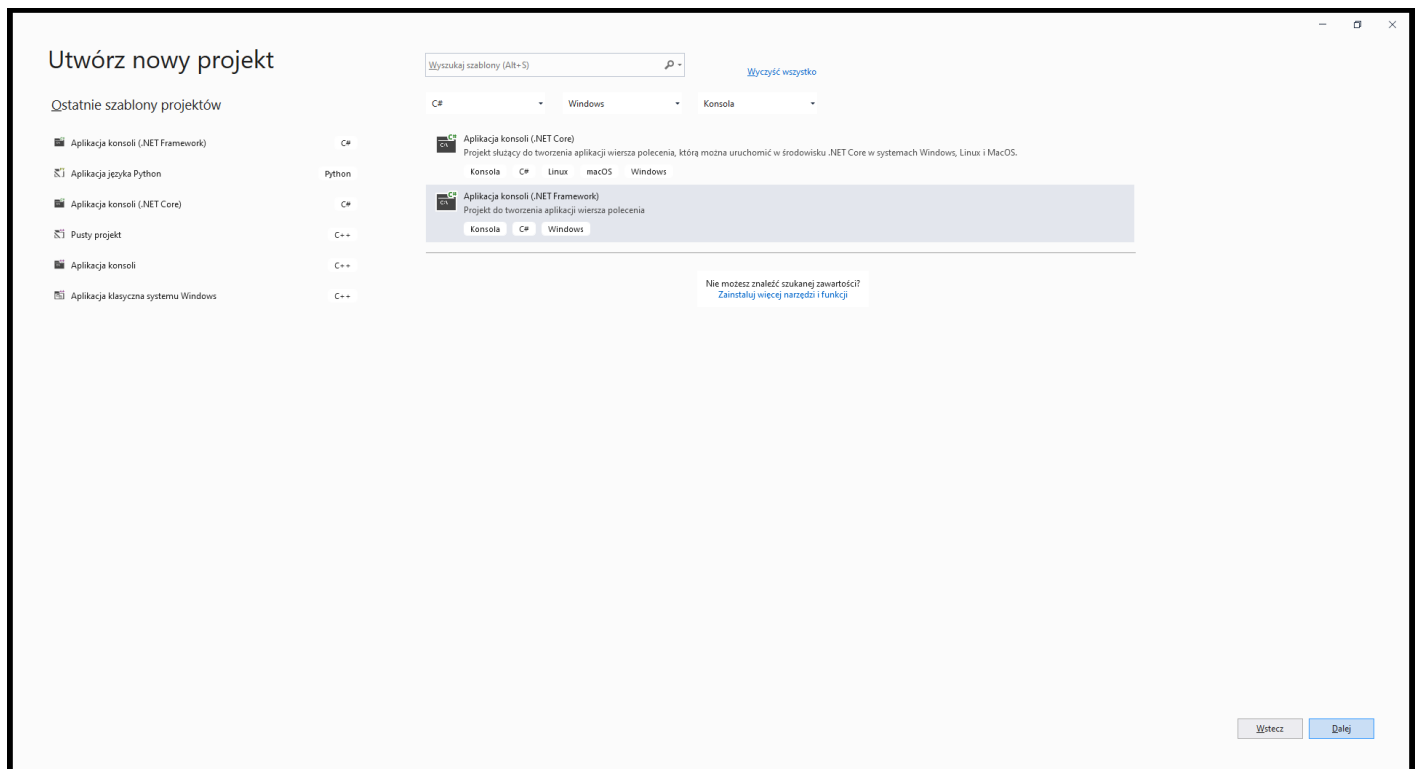 Utwórz nowy projekt
Wyszukaj szablony (Alt+S)
Wyczyść wszystko
Ostatnie szablony projektów
C#
Windows
Konsola
Aplikacja konsoli (.NET Framework) C#
Aplikacja języka Python Python
Aplikacja konsoli (.NET Core) C#
Pusty projekt C++
Aplikacja konsoli C++
Aplikacja klasyczna systemu Windows C++
Aplikacja konsoli (.NET Core)
Projekt służący do tworzenia aplikacji wiersza polecenia, którą można uruchomić w środowisku .NET Core w systemach Windows, Linux i MacOS.
Konsola C# Linux macOS Windows
Aplikacja konsoli (.NET Framework)
Projekt do tworzenia aplikacji wiersza polecenia
Konsola C# Windows
Nie możesz znaleźć szukanej zawartości?
Zainstaluj więcej narzędzi i funkcji
Wstecz Dalej